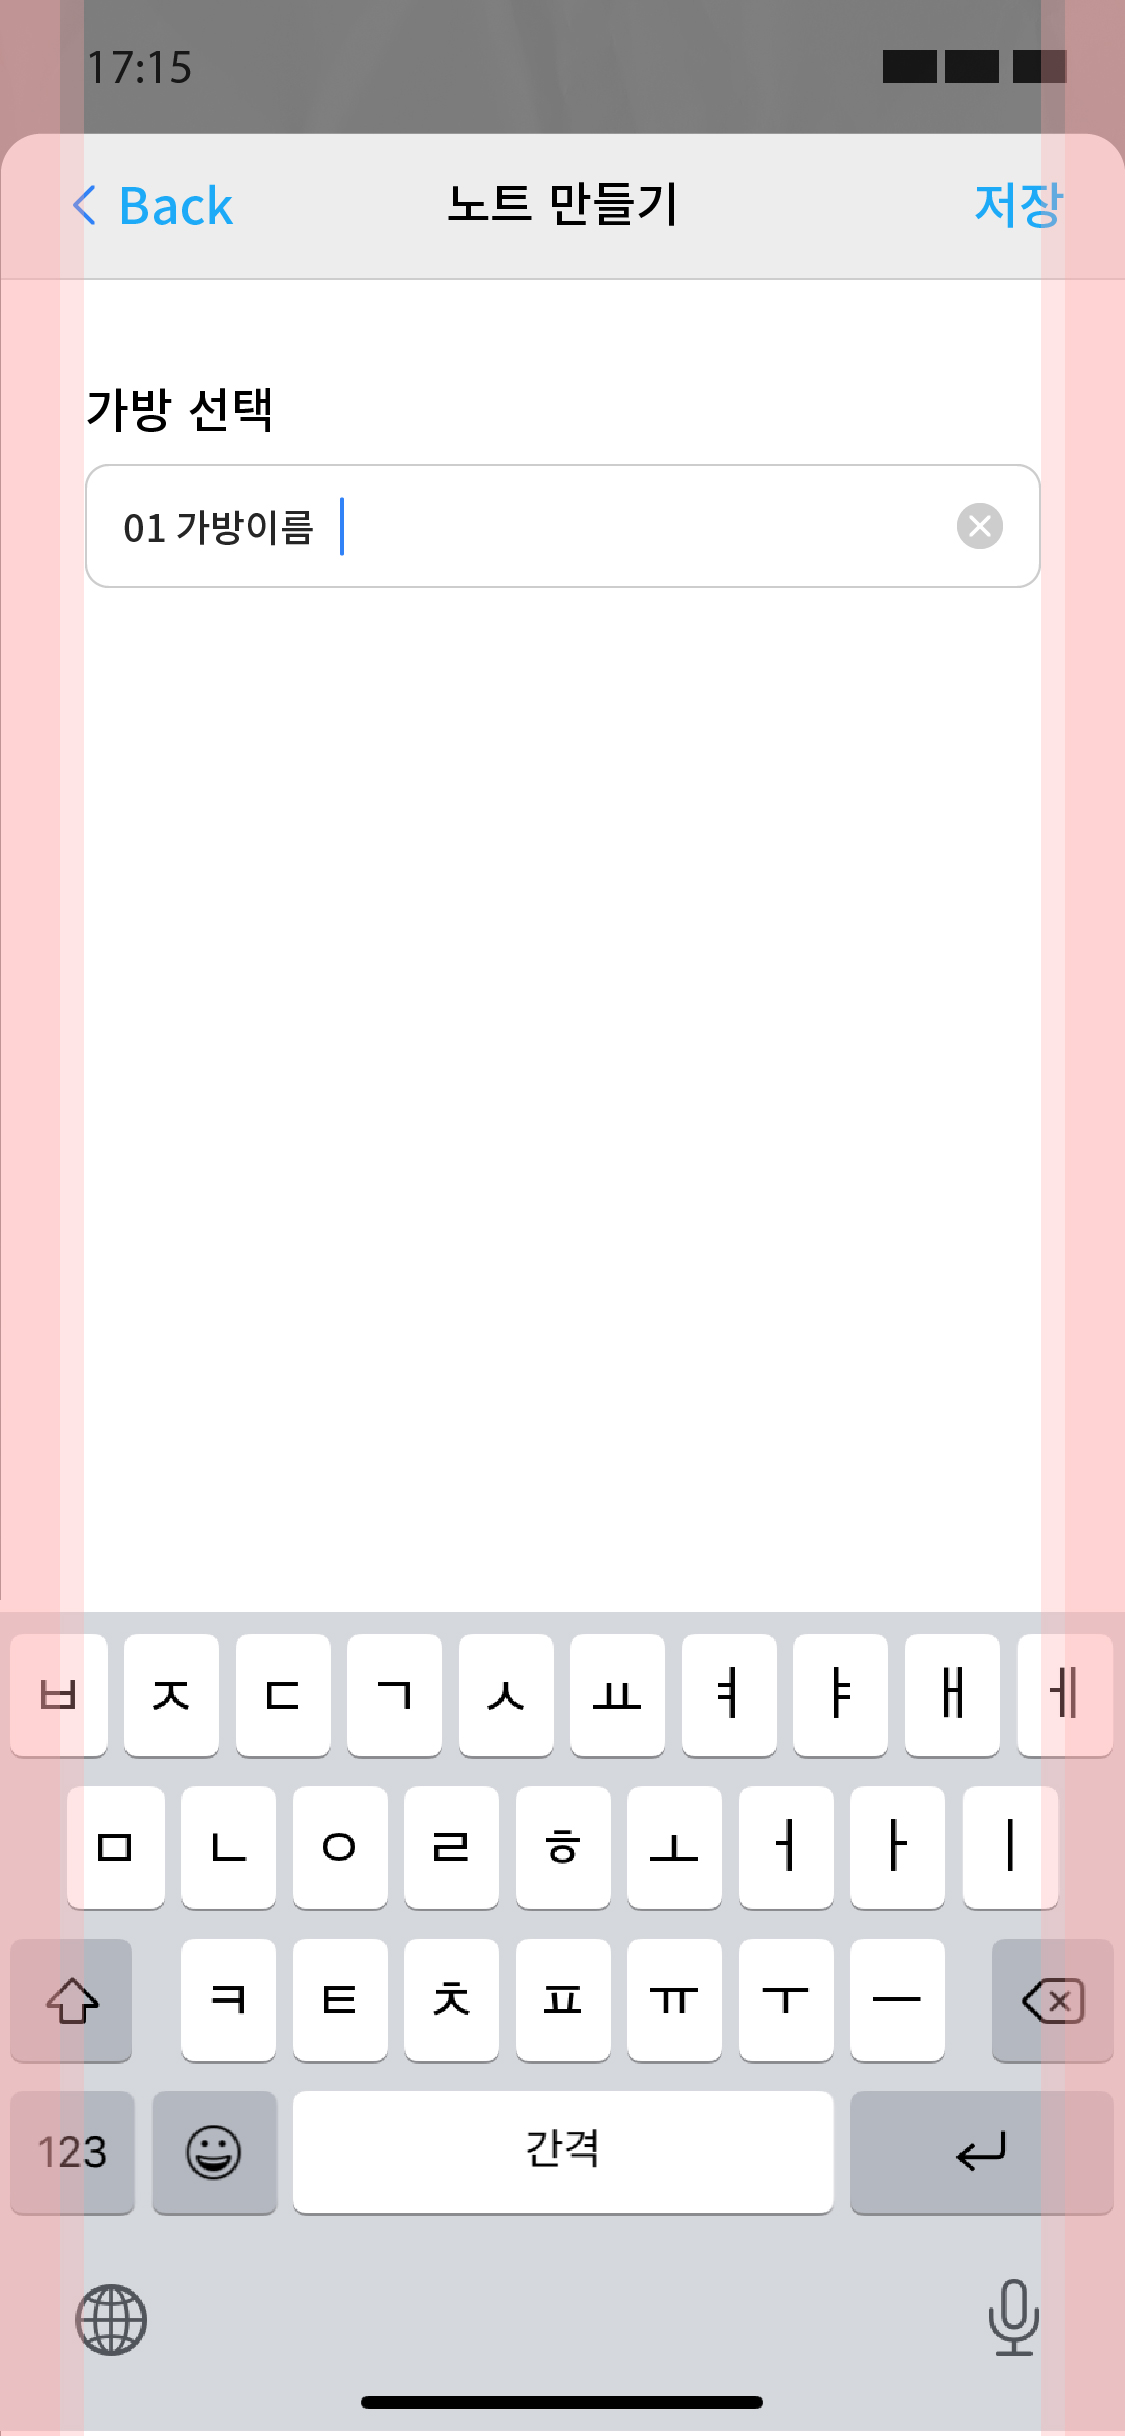 17:15
Back 노트 만들기 저장
가방 선택
01 가방이름
ㅂ ㅈ ㄷ ㄱ ㅅ ㅛ ㅕ ㅑ ㅐ ㅔ
ㅁ ㄴ ㅇ ㄹ ㅎ ㅗ ㅓ ㅏ ㅣ
ㅋ ㅌ ㅊ ㅍ ㅠ ㅜ ㅡ
123 간격